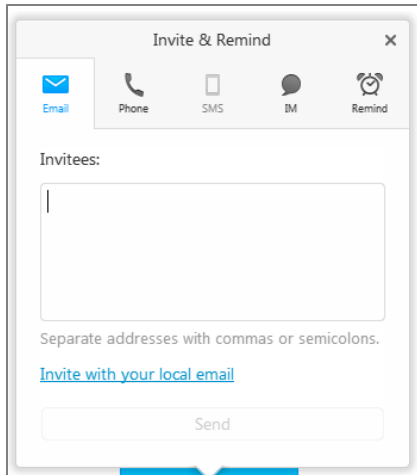 Invite & Remind
Email Phone SMS IM Remind
Invitees:
Separate addresses with commas or semicolons.
Invite with your local email
Send